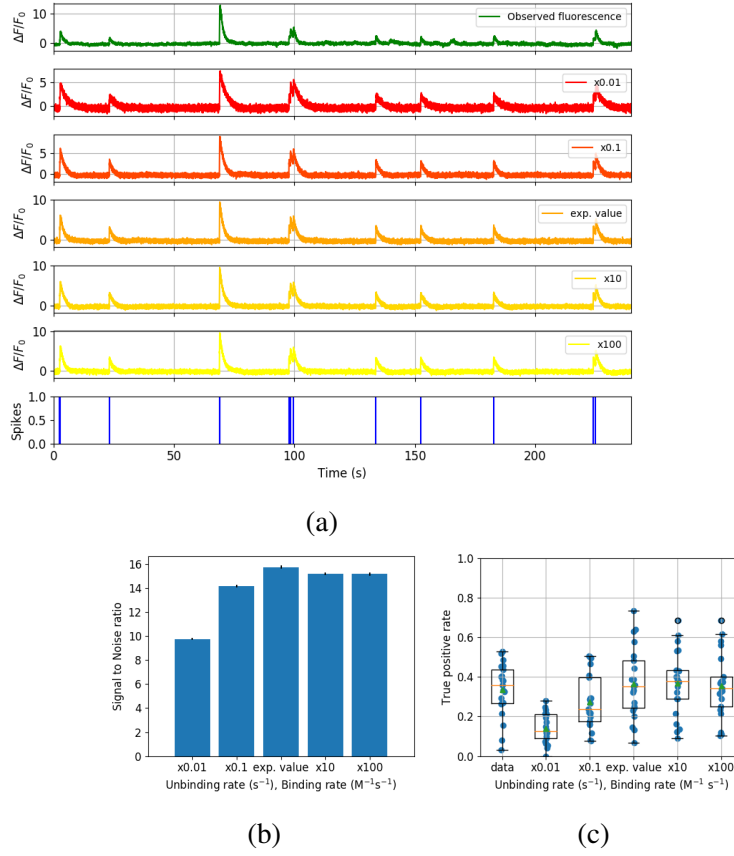 10
0
ΔF/F₀
Observed fluorescence
5
0
ΔF/F₀
x0.01
5
0
ΔF/F₀
x0.1
10
0
ΔF/F₀
exp. value
10
0
ΔF/F₀
x10
10
0
ΔF/F₀
x100
1.0
0.5
0.0
Spikes
0 50 100 150 200
Time (s)
(a)
16
14
12
10
8
6
4
2
0
Signal to Noise ratio
x0.01 x0.1 exp. value x10 x100
Unbinding rate (s⁻¹), Binding rate (M⁻¹s⁻¹)
(b)
1.0
0.8
0.6
0.4
0.2
0.0
True positive rate
data x0.01 x0.1 exp. value x10 x100
Unbinding rate (s⁻¹), Binding rate (M⁻¹ s⁻¹)
(c)